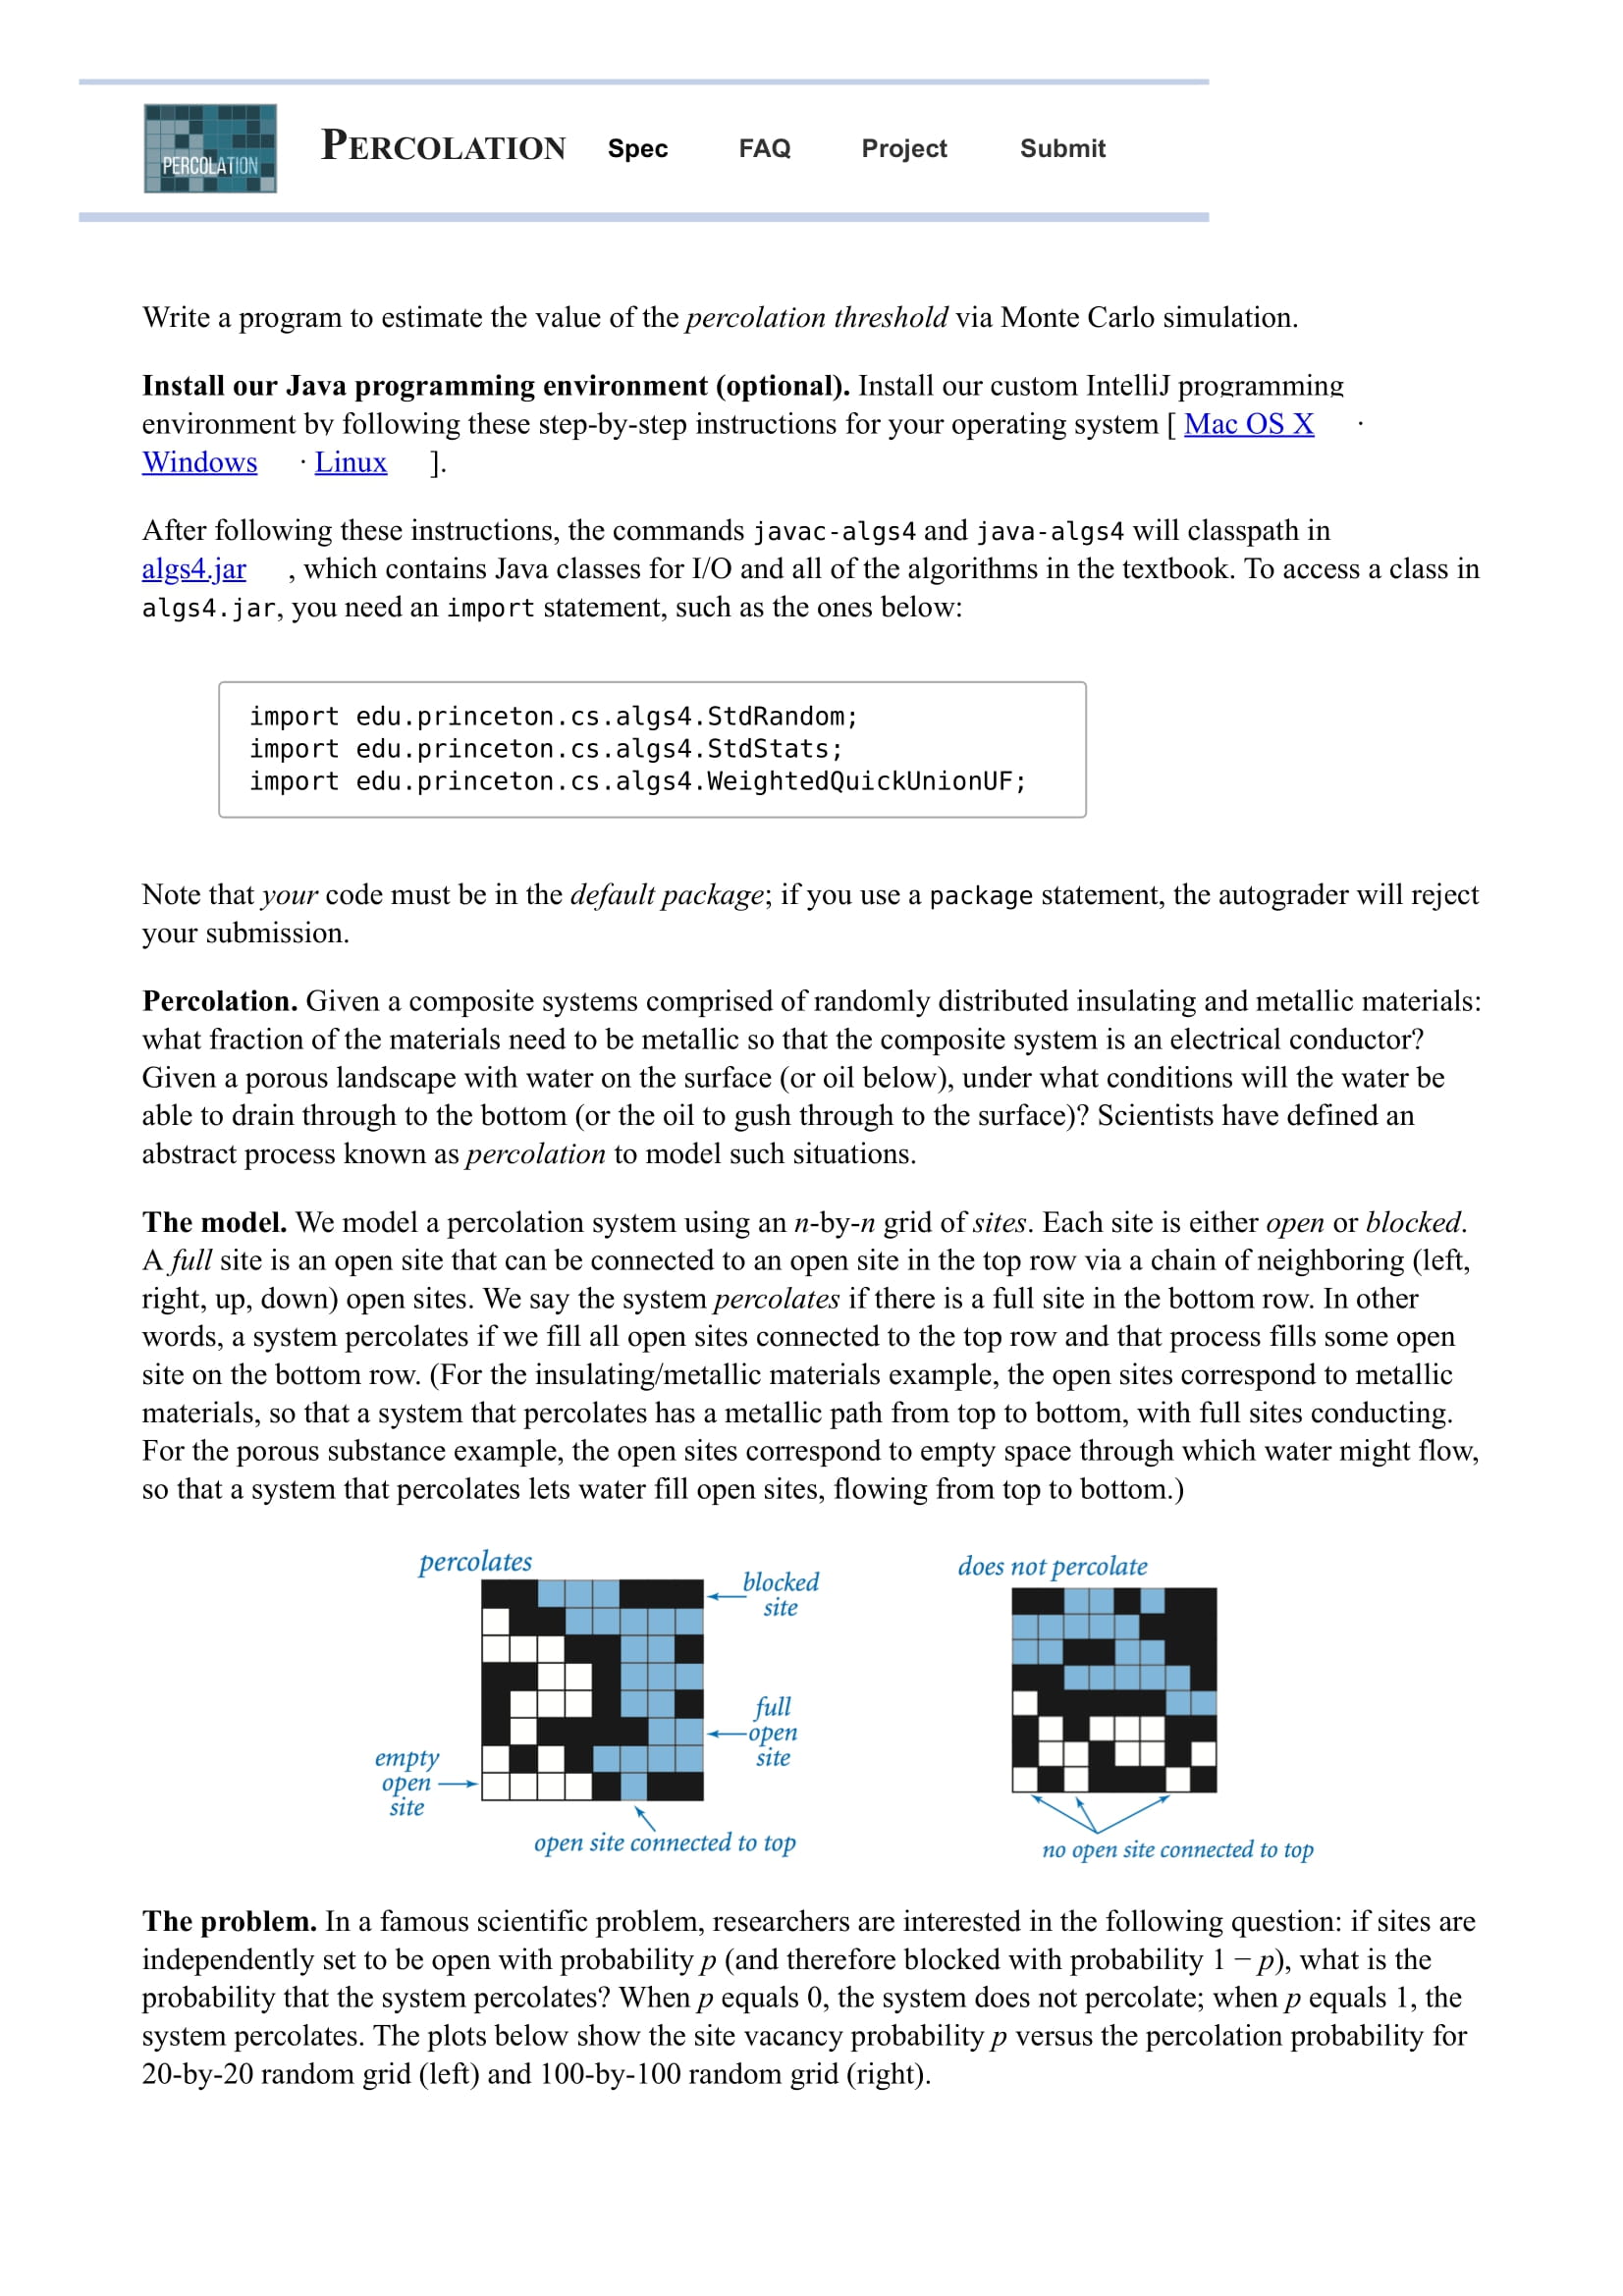 PERCOLATION
PERCOLATION Spec FAQ Project Submit
Write a program to estimate the value of the percolation threshold via Monte Carlo simulation.
Install our Java programming environment (optional). Install our custom IntelliJ programming
environment by following these step-by-step instructions for your operating system [ Mac OS X ·
Windows · Linux ].
After following these instructions, the commands javac-algs4 and java-algs4 will classpath in
algs4.jar , which contains Java classes for I/O and all of the algorithms in the textbook. To access a class in
algs4.jar, you need an import statement, such as the ones below:
import edu.princeton.cs.algs4.StdRandom;
import edu.princeton.cs.algs4.StdStats;
import edu.princeton.cs.algs4.WeightedQuickUnionUF;
Note that your code must be in the default package; if you use a package statement, the autograder will reject
your submission.
Percolation. Given a composite systems comprised of randomly distributed insulating and metallic materials:
what fraction of the materials need to be metallic so that the composite system is an electrical conductor?
Given a porous landscape with water on the surface (or oil below), under what conditions will the water be
able to drain through to the bottom (or the oil to gush through to the surface)? Scientists have defined an
abstract process known as percolation to model such situations.
The model. We model a percolation system using an n-by-n grid of sites. Each site is either open or blocked.
A full site is an open site that can be connected to an open site in the top row via a chain of neighboring (left,
right, up, down) open sites. We say the system percolates if there is a full site in the bottom row. In other
words, a system percolates if we fill all open sites connected to the top row and that process fills some open
site on the bottom row. (For the insulating/metallic materials example, the open sites correspond to metallic
materials, so that a system that percolates has a metallic path from top to bottom, with full sites conducting.
For the porous substance example, the open sites correspond to empty space through which water might flow,
so that a system that percolates lets water fill open sites, flowing from top to bottom.)
percolates
blocked
site
full
open
site
empty
open
site
open site connected to top
does not percolate
no open site connected to top
The problem. In a famous scientific problem, researchers are interested in the following question: if sites are
independently set to be open with probability p (and therefore blocked with probability 1 − p), what is the
probability that the system percolates? When p equals 0, the system does not percolate; when p equals 1, the
system percolates. The plots below show the site vacancy probability p versus the percolation probability for
20-by-20 random grid (left) and 100-by-100 random grid (right).